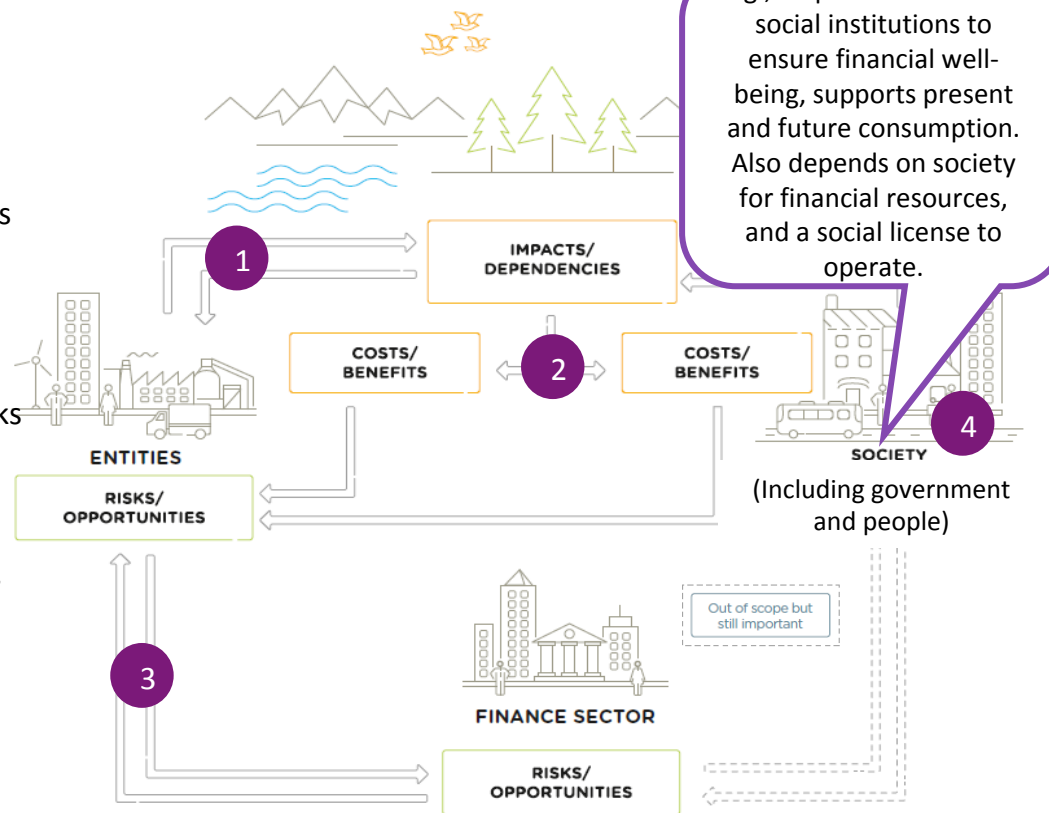 social institutions to
ensure financial well-
being, supports present
and future consumption.
Also depends on society
for financial resources,
and a social license to
operate.
s
1
IMPACTS/
DEPENDENCIES
COSTS/
BENEFITS
2
COSTS/
BENEFITS
ks
4
ENTITIES
SOCIETY
(Including government
and people)
RISKS/
OPPORTUNITIES
Out of scope but
still important
3
FINANCE SECTOR
RISKS/
OPPORTUNITIES